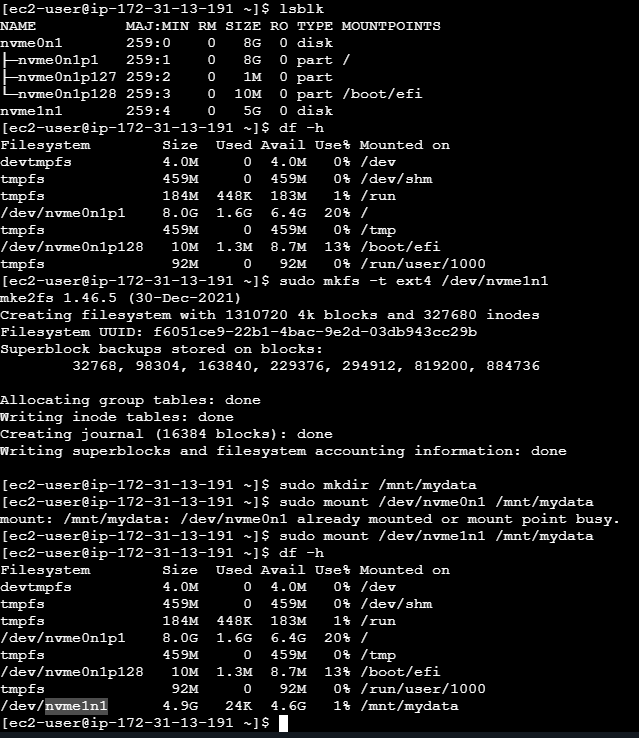 [ec2-user@ip-172-31-13-191 ~]$ lsblk
NAME          MAJ:MIN RM SIZE RO TYPE MOUNTPOINTS
nvme0n1       259:0    0   8G  0 disk
├─nvme0n1p1   259:1    0   8G  0 part /
├─nvme0n1p127 259:2    0   1M  0 part
└─nvme0n1p128 259:3    0  10M  0 part /boot/efi
nvme1n1       259:4    0   5G  0 disk
[ec2-user@ip-172-31-13-191 ~]$ df -h
Filesystem        Size  Used Avail Use% Mounted on
devtmpfs          4.0M     0  4.0M   0% /dev
tmpfs             459M     0  459M   0% /dev/shm
tmpfs             184M  448K  183M   1% /run
/dev/nvme0n1p1    8.0G  1.6G  6.4G  20% /
tmpfs             459M     0  459M   0% /tmp
/dev/nvme0n1p128   10M  1.3M  8.7M  13% /boot/efi
tmpfs              92M     0   92M   0% /run/user/1000
[ec2-user@ip-172-31-13-191 ~]$ sudo mkfs -t ext4 /dev/nvme1n1
mke2fs 1.46.5 (30-Dec-2021)
Creating filesystem with 1310720 4k blocks and 327680 inodes
Filesystem UUID: f6051ce9-22b1-4bac-9e2d-03db943cc29b
Superblock backups stored on blocks:
        32768, 98304, 163840, 229376, 294912, 819200, 884736
Allocating group tables: done
Writing inode tables: done
Creating journal (16384 blocks): done
Writing superblocks and filesystem accounting information: done
[ec2-user@ip-172-31-13-191 ~]$ sudo mkdir /mnt/mydata
[ec2-user@ip-172-31-13-191 ~]$ sudo mount /dev/nvme0n1 /mnt/mydata
mount: /mnt/mydata: /dev/nvme0n1 already mounted or mount point busy.
[ec2-user@ip-172-31-13-191 ~]$ sudo mount /dev/nvme1n1 /mnt/mydata
[ec2-user@ip-172-31-13-191 ~]$ df -h
Filesystem        Size  Used Avail Use% Mounted on
devtmpfs          4.0M     0  4.0M   0% /dev
tmpfs             459M     0  459M   0% /dev/shm
tmpfs             184M  448K  183M   1% /run
/dev/nvme0n1p1    8.0G  1.6G  6.4G  20% /
tmpfs             459M     0  459M   0% /tmp
/dev/nvme0n1p128   10M  1.3M  8.7M  13% /boot/efi
tmpfs              92M     0   92M   0% /run/user/1000
/dev/nvme1n1      4.9G   24K  4.6G   1% /mnt/mydata
[ec2-user@ip-172-31-13-191 ~]$